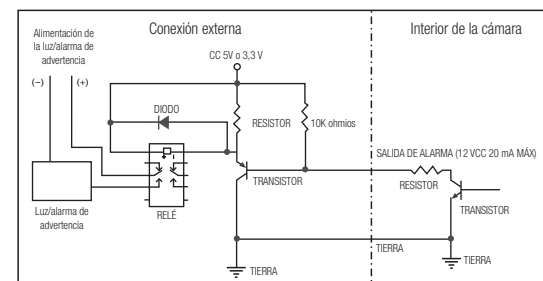 Conexión externa
Interior de la cámara
Alimentación de
la luz/alarma de
advertencia
CC 5V o 3,3 V
(−)
(+)
DIODO
RESISTOR
10K ohmios
SALIDA DE ALARMA (12 VCC 20 mA MÁX)
TRANSISTOR
RESISTOR
RELÉ
TRANSISTOR
Luz/alarma de
advertencia
TIERRA
TIERRA
TIERRA